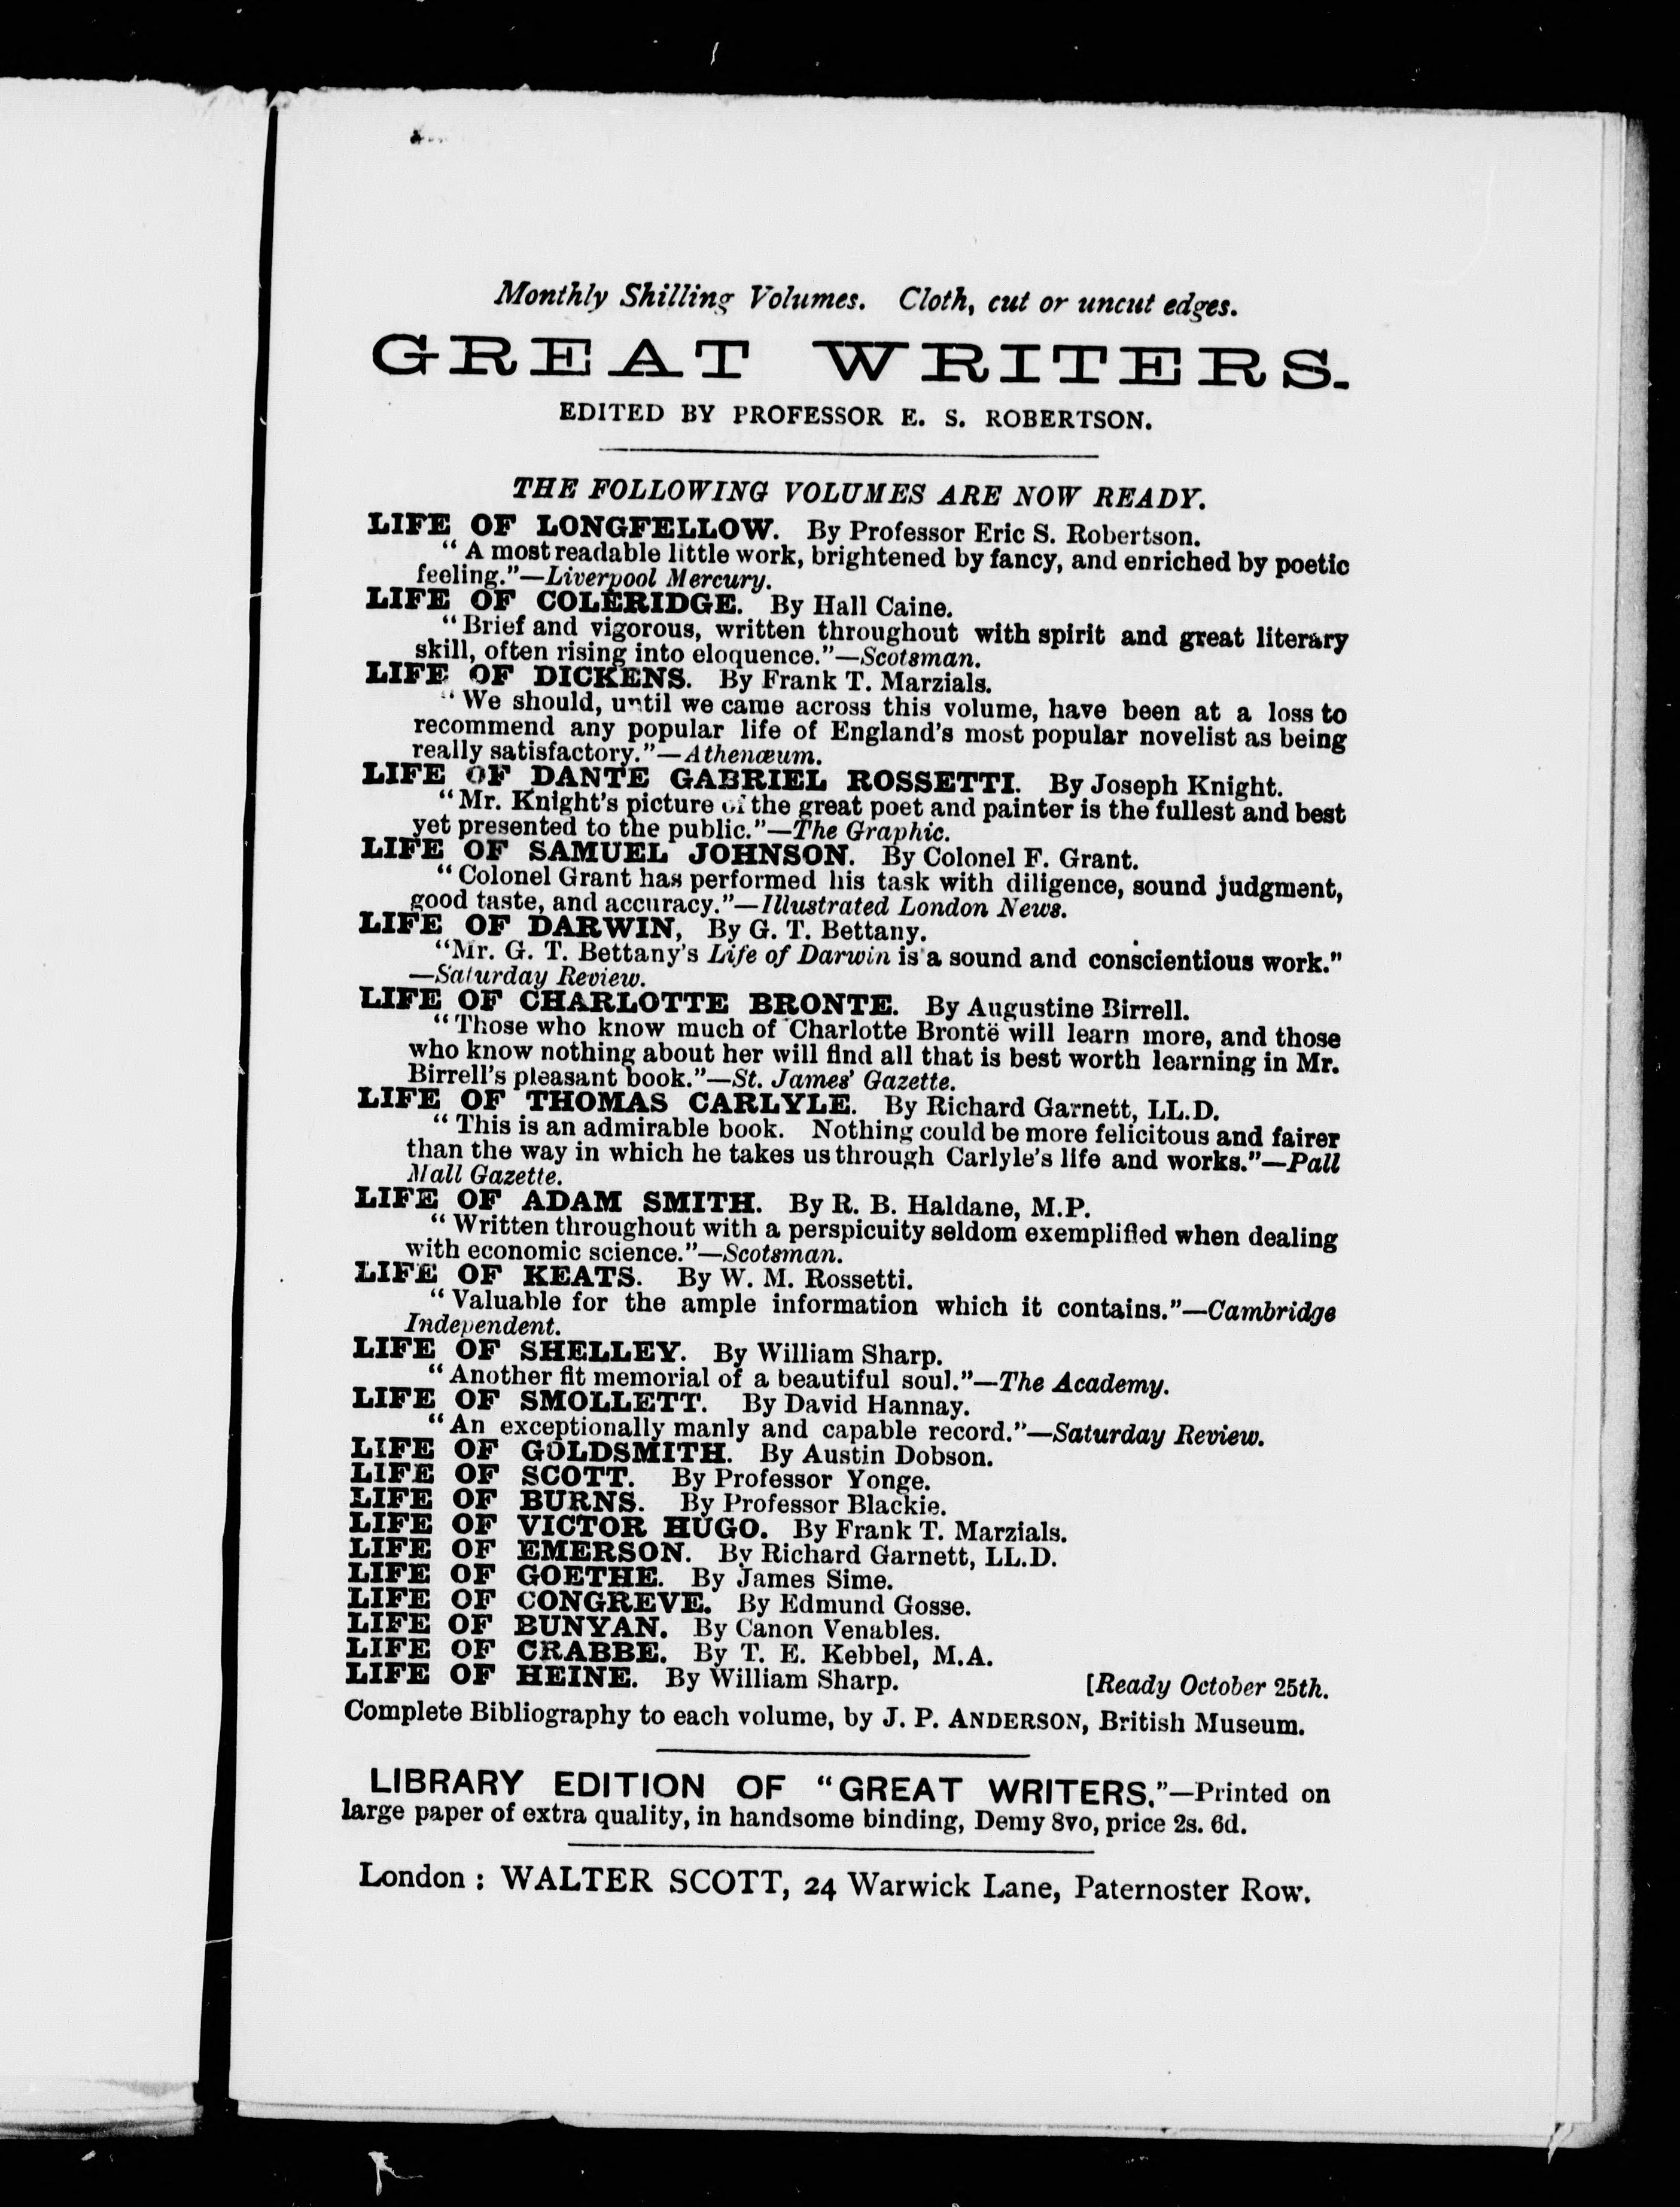 Monthly Shilling Volumes. Cloth, cut or uncut edges.
GREAT WRITERS.
EDITED BY PROFESSOR E. S. ROBERTSON.
THE FOLLOWING VOLUMES ARE NOW READY.
LIFE OF LONGFELLOW. By Professor Eric S. Robertson.
"A most readable little work, brightened by fancy, and enriched by poetic
feeling."—Liverpool Mercury.
LIFE OF COLERIDGE. By Hall Caine.
"Brief and vigorous, written throughout with spirit and great literary
skill, often rising into eloquence."—Scotsman.
LIFE OF DICKENS. By Frank T. Marzials.
"We should, until we came across this volume, have been at a loss to
recommend any popular life of England's most popular novelist as being
really satisfactory."—Athenæum.
LIFE OF DANTE GABRIEL ROSSETTI. By Joseph Knight.
"Mr. Knight's picture of the great poet and painter is the fullest and best
yet presented to the public."—The Graphic.
LIFE OF SAMUEL JOHNSON. By Colonel F. Grant.
"Colonel Grant has performed his task with diligence, sound judgment,
good taste, and accuracy."—Illustrated London News.
LIFE OF DARWIN, By G. T. Bettany.
"Mr. G. T. Bettany's Life of Darwin is a sound and conscientious work."
—Saturday Review.
LIFE OF CHARLOTTE BRONTE. By Augustine Birrell.
"Those who know much of Charlotte Brontë will learn more, and those
who know nothing about her will find all that is best worth learning in Mr.
Birrell's pleasant book."—St. James' Gazette.
LIFE OF THOMAS CARLYLE. By Richard Garnett, LL.D.
"This is an admirable book. Nothing could be more felicitous and fairer
than the way in which he takes us through Carlyle's life and works."—Pall
Mall Gazette.
LIFE OF ADAM SMITH. By R. B. Haldane, M.P.
"Written throughout with a perspicuity seldom exemplified when dealing
with economic science."—Scotsman.
LIFE OF KEATS. By W. M. Rossetti.
"Valuable for the ample information which it contains."—Cambridge
Independent.
LIFE OF SHELLEY. By William Sharp.
"Another fit memorial of a beautiful soul."—The Academy.
LIFE OF SMOLLETT. By David Hannay.
"An exceptionally manly and capable record."—Saturday Review.
LIFE OF GOLDSMITH. By Austin Dobson.
LIFE OF SCOTT. By Professor Yonge.
LIFE OF BURNS. By Professor Blackie.
LIFE OF VICTOR HUGO. By Frank T. Marzials.
LIFE OF EMERSON. By Richard Garnett, LL.D.
LIFE OF GOETHE. By James Sime.
LIFE OF CONGREVE. By Edmund Gosse.
LIFE OF BUNYAN. By Canon Venables.
LIFE OF CRABBE. By T. E. Kebbel, M.A.
LIFE OF HEINE. By William Sharp. [Ready October 25th.
Complete Bibliography to each volume, by J. P. ANDERSON, British Museum.
LIBRARY EDITION OF "GREAT WRITERS."—Printed on
large paper of extra quality, in handsome binding, Demy 8vo, price 2s. 6d.
London: WALTER SCOTT, 24 Warwick Lane, Paternoster Row.